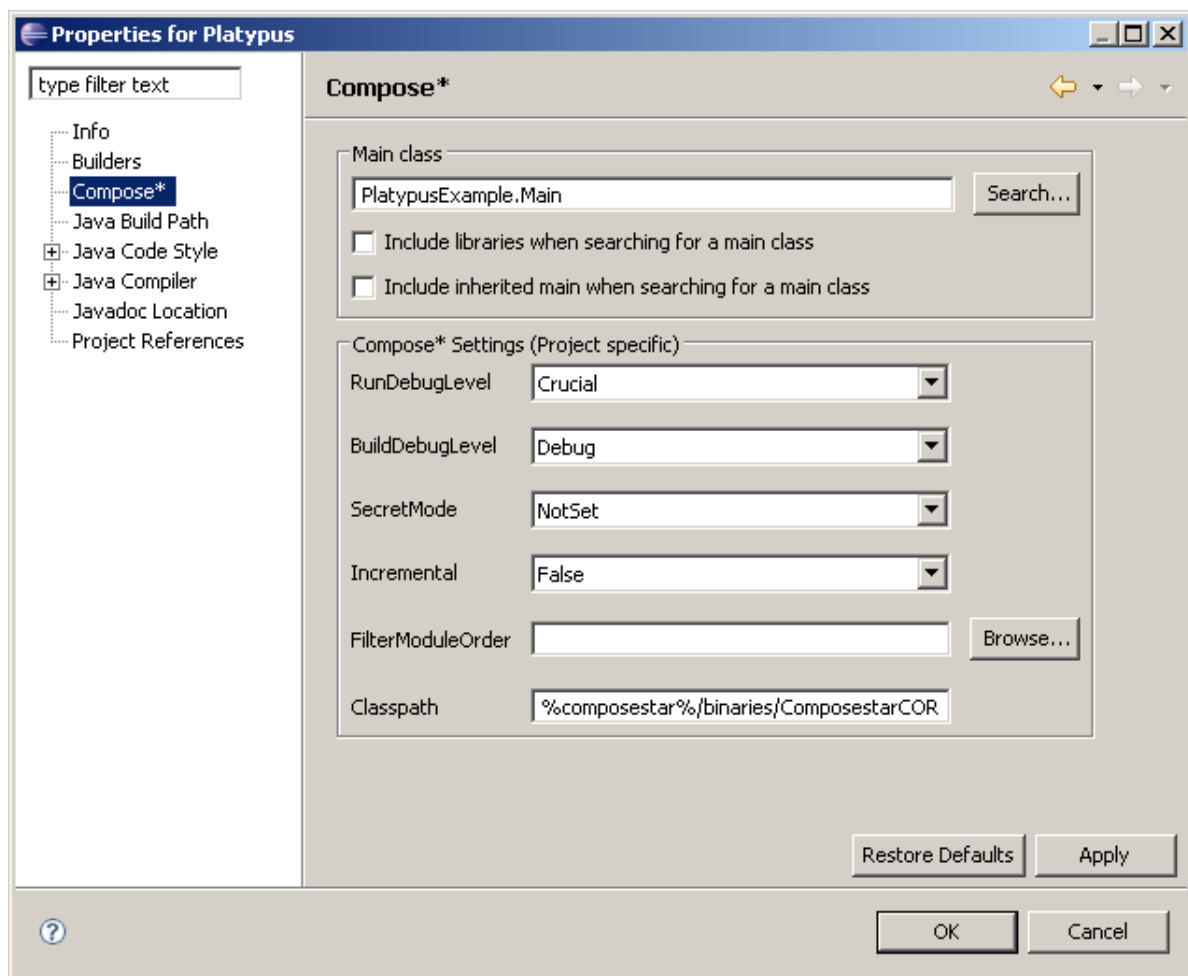 Properties for Platypus
type filter text
Info
Builders
Compose*
Java Build Path
Java Code Style
Java Compiler
Javadoc Location
Project References
Compose*
Main class
PlatypusExample.Main
Search...
Include libraries when searching for a main class
Include inherited main when searching for a main class
Compose* Settings (Project specific)
RunDebugLevel Crucial
BuildDebugLevel Debug
SecretMode NotSet
Incremental False
FilterModuleOrder Browse...
Classpath %composestar%/binaries/ComposestarCOR
Restore Defaults Apply
OK Cancel